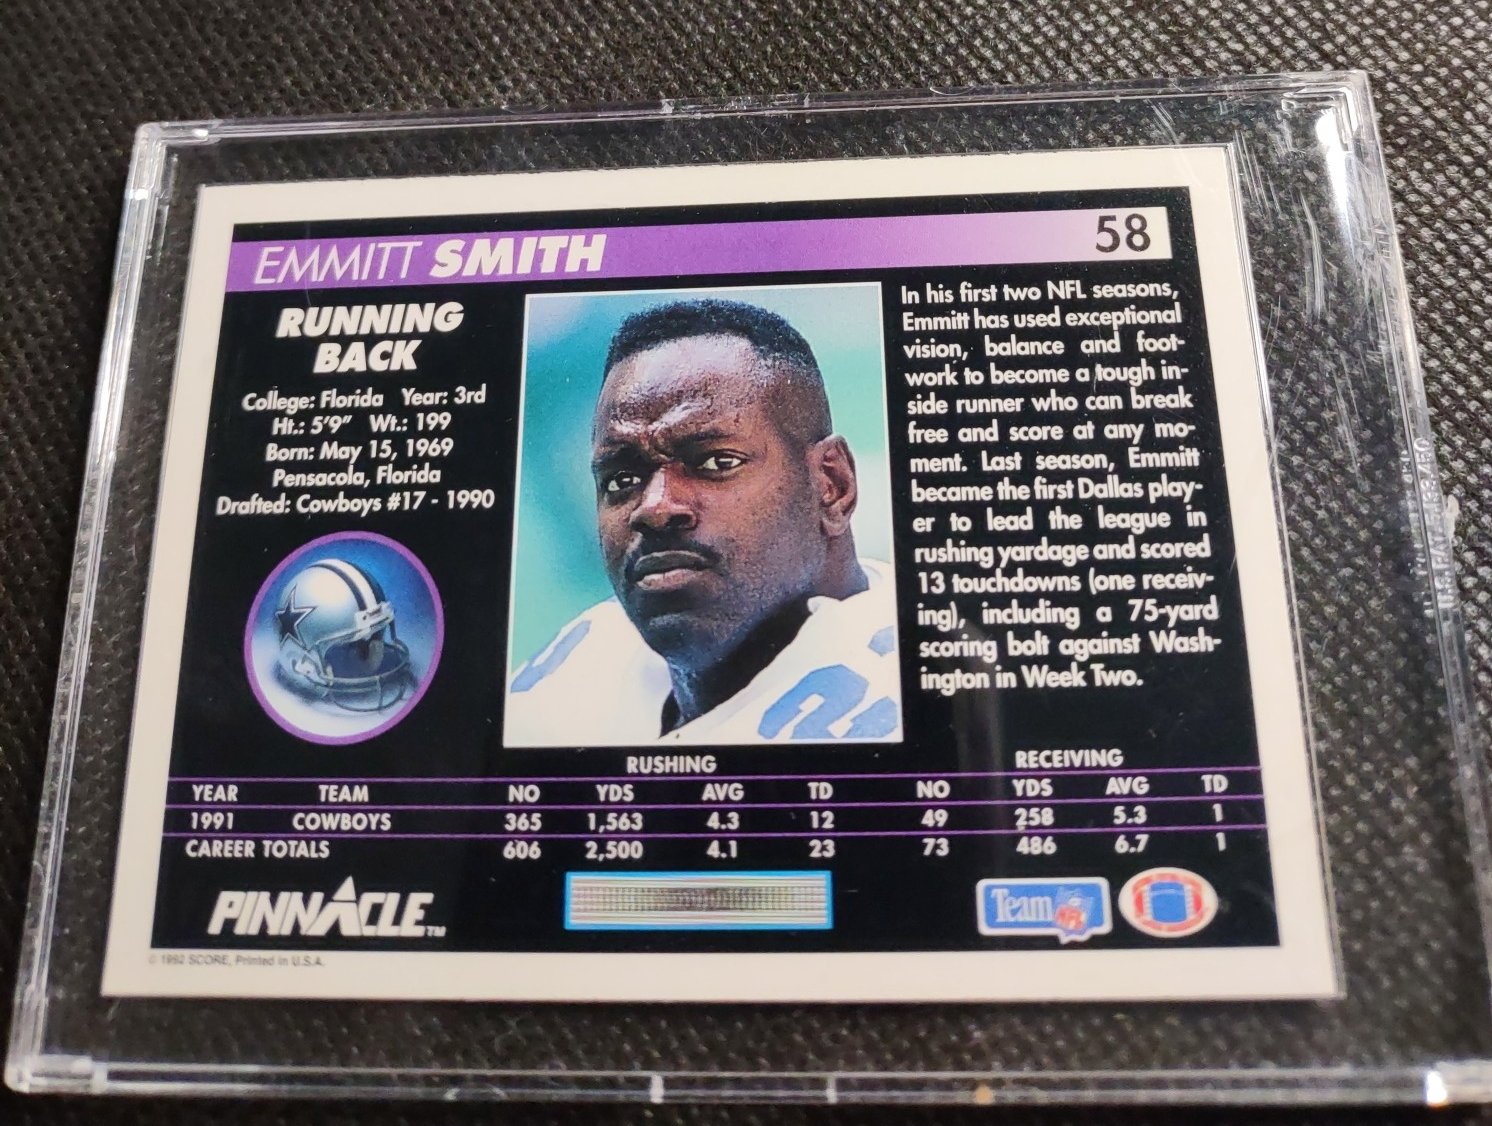 EMMITT SMITH
58
RUNNING
BACK
College: Florida Year: 3rd
Ht.: 5'9" Wt.: 199
Born: May 15, 1969
Pensacola, Florida
Drafted: Cowboys #17 - 1990
In his first two NFL seasons,
Emmitt has used exceptional
vision, balance and foot-
work to become a tough in-
side runner who can break
free and score at any mo-
ment. Last season, Emmitt
became the first Dallas play-
er to lead the league in
rushing yardage and scored
13 touchdowns (one receiv-
ing), including a 75-yard
scoring bolt against Wash-
ington in Week Two.
RUSHING RECEIVING
YEAR TEAM NO YDS AVG TD NO YDS AVG TD
1991 COWBOYS 365 1,563 4.3 12 49 258 5.3 1
CAREER TOTALS 606 2,500 4.1 23 73 486 6.7 1
PINNACLE TM
Team NFL
© 1992 SCORE, Printed in U.S.A.